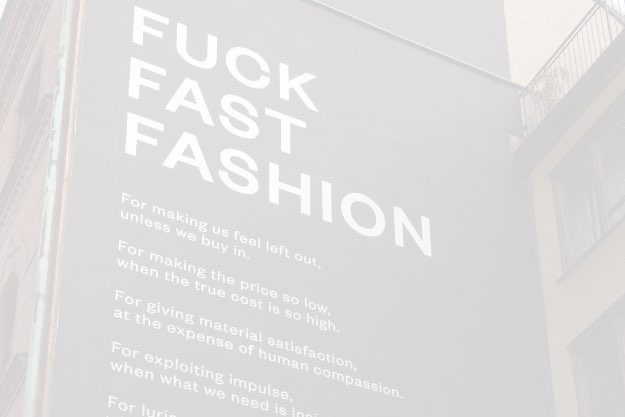 FUCK
FAST
FASHION
For making us feel left out,
unless we buy in.
For making the price so low,
when the true cost is so high.
For giving material satisfaction,
at the expense of human compassion.
For exploiting impulse,
when what we need is
For